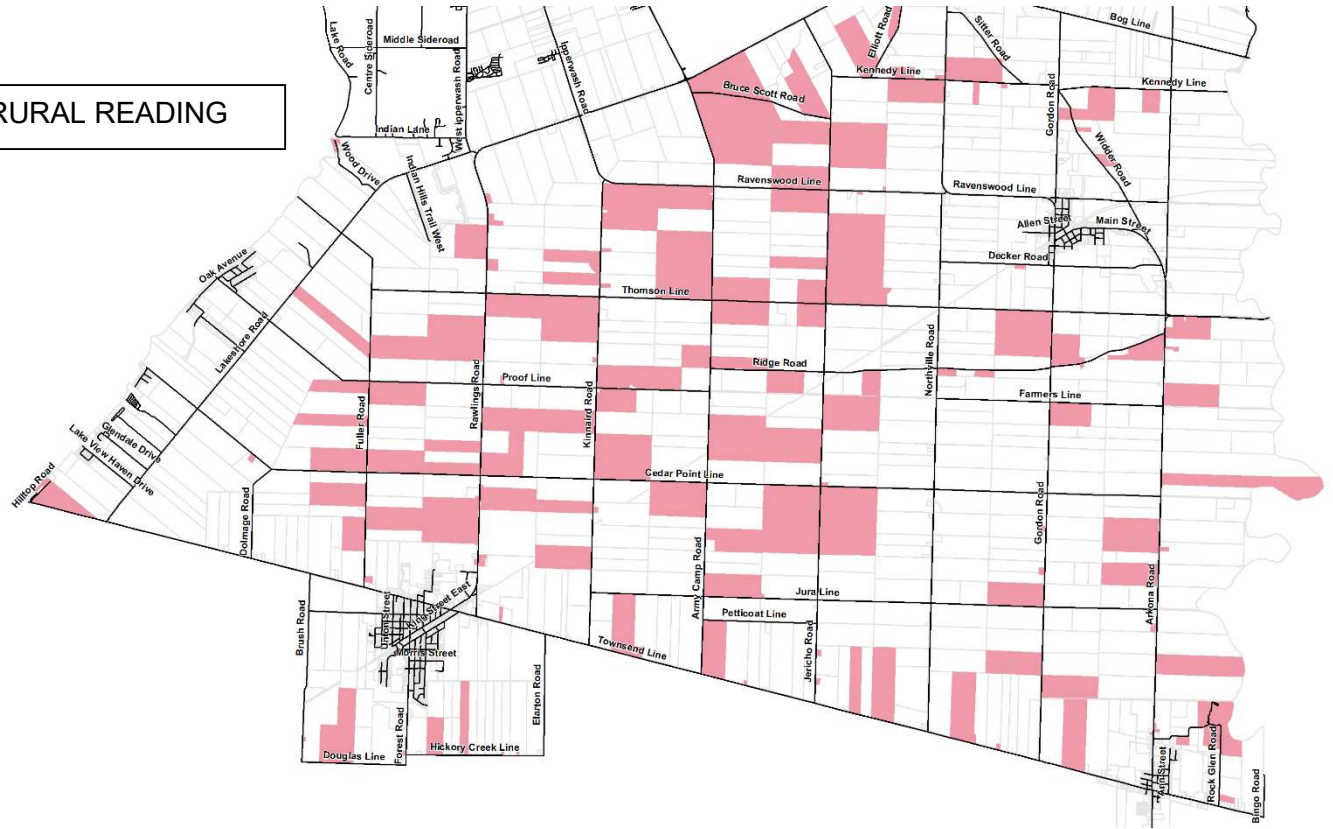 RURAL READING
Lake Road
Centre Sideroad
Middle Sideroad
West Ipperwash Road
Ipperwash Road
Elliott Road
Sitter Road
Bog Line
Kennedy Line
Kennedy Line
Bruce Scott Road
Gordon Road
Widder Road
Indian Lane
Wood Drive
Indian Hills Trail West
Ravenswood Line
Ravenswood Line
Allen Street
Main Street
Decker Road
Oak Avenue
Lakeshore Road
Thomson Line
Ridge Road
Northville Road
Proof Line
Rawlings Road
Farmers Line
Fuller Road
Kinnaird Road
Glendale Drive
Lake View Haven Drive
Hilltop Road
Cedar Point Line
Dolmage Road
Gordon Road
Army Camp Road
Jura Line
Arkona Road
Petticoat Line
Brush Road
Union Street
King Street East
Morris Street
Townsend Line
Jericho Road
Elarton Road
Forest Road
Hickory Creek Line
Douglas Line
Ann Street
Rock Glen Road
Bingo Road